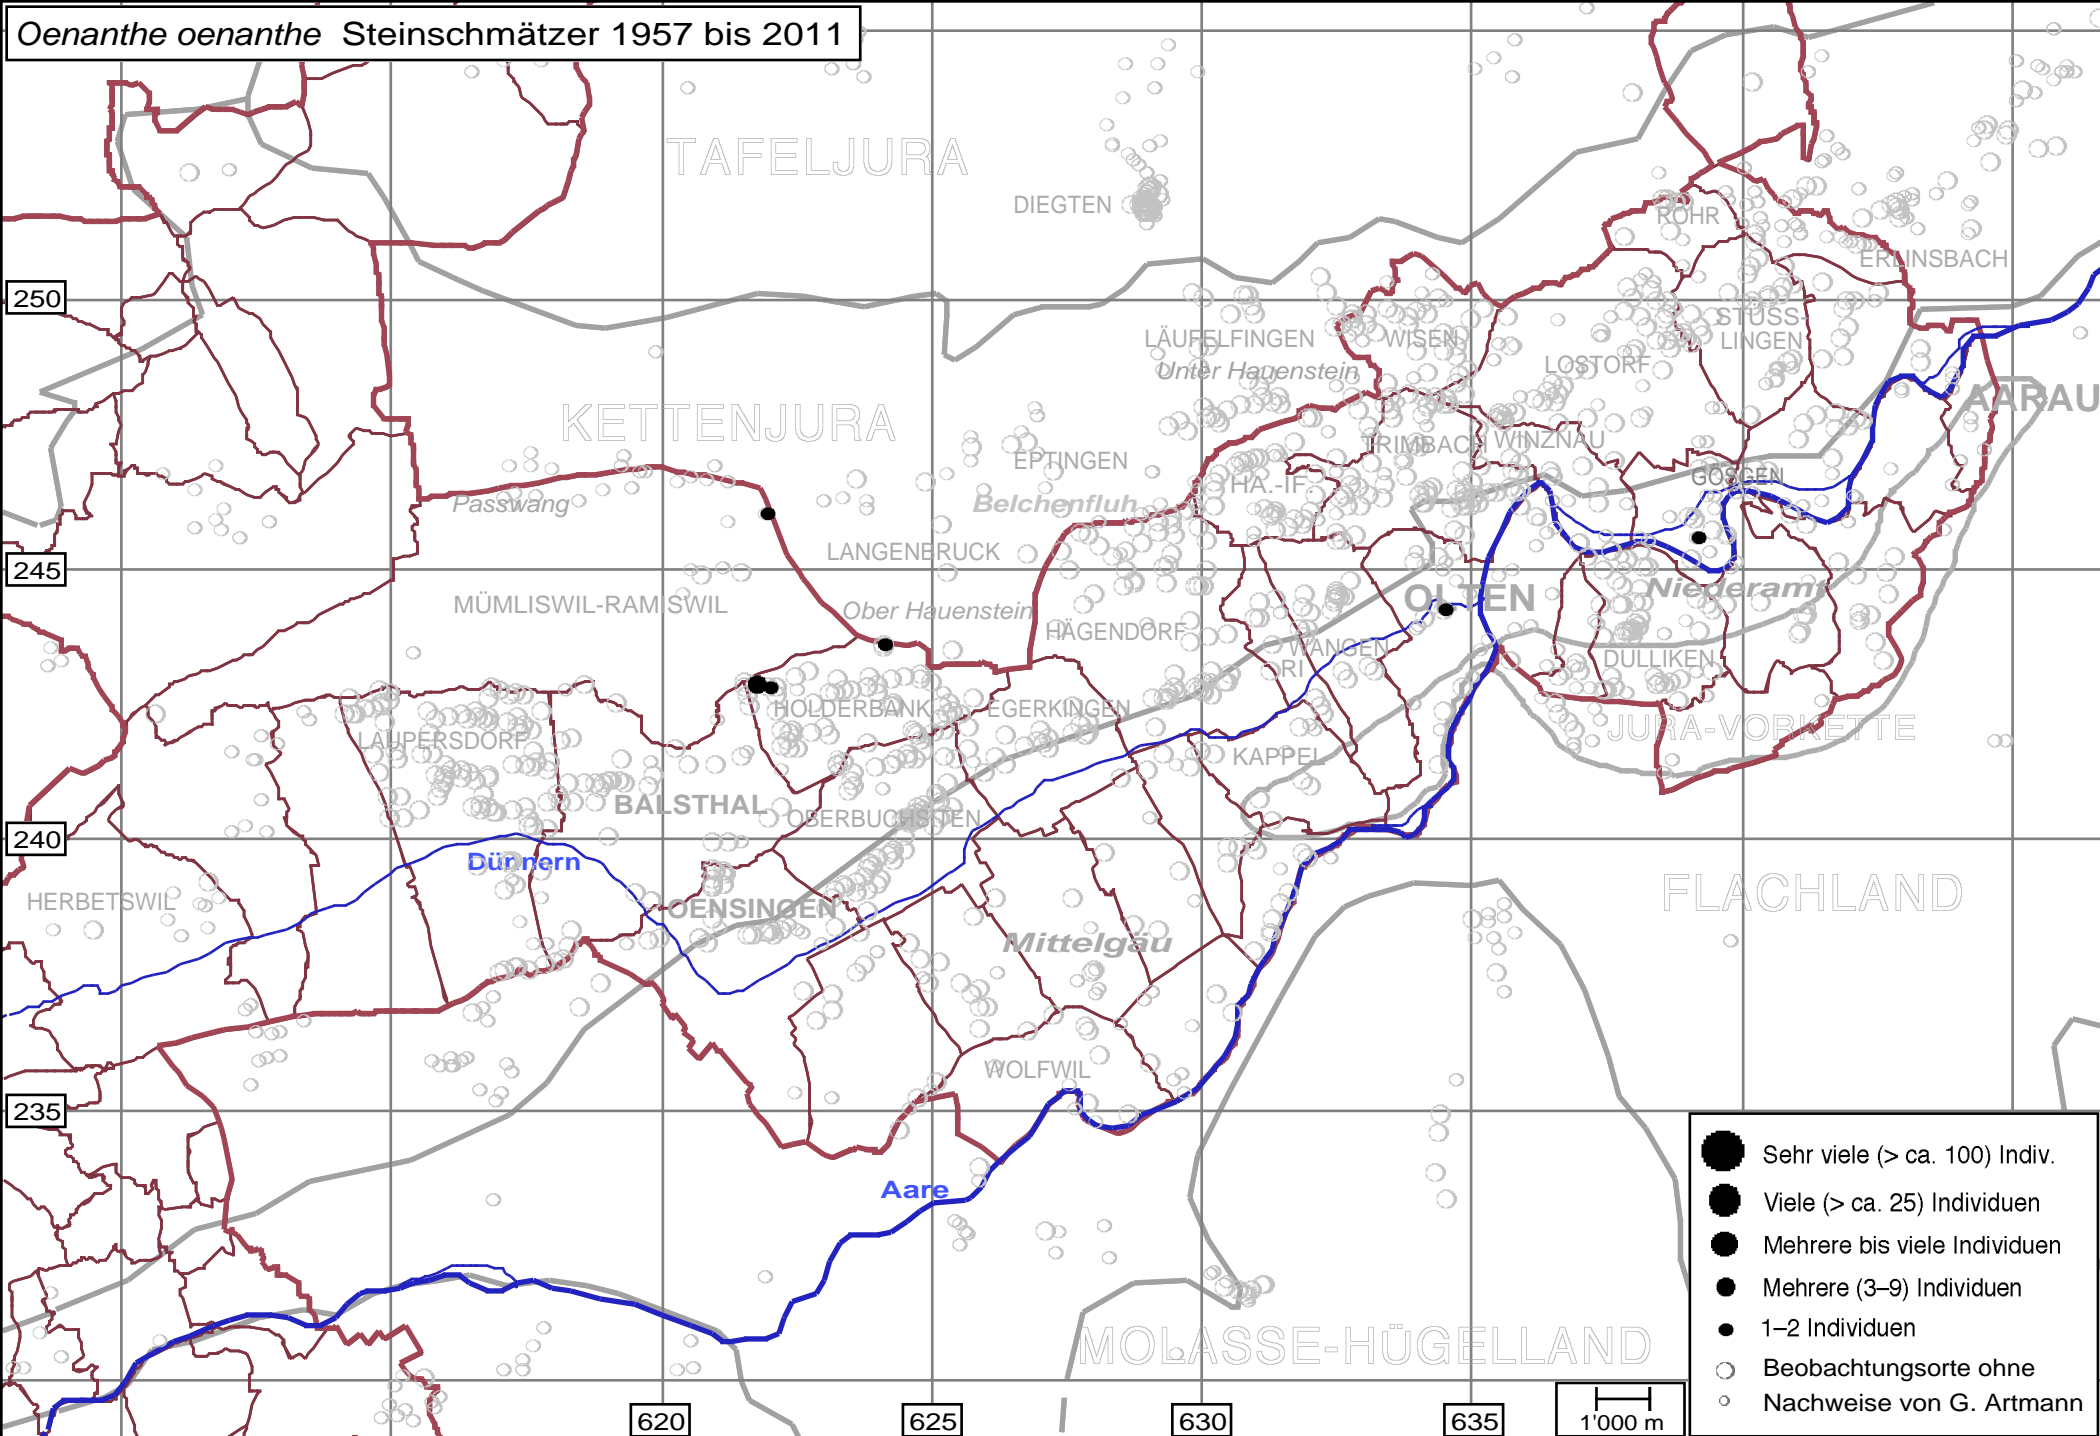 Oenanthe oenanthe Steinschmätzer 1957 bis 2011
TAFELJURA
DIEGTEN
ROHR
ERLINSBACH
250
STÜSS-
LINGEN
LÄUFELFINGEN
WISEN
LOSTORF
Unter Hauenstein
AARAU
KETTENJURA
TRIMBACH
WINZNAU
EPTINGEN
GÖSGEN
HÄ.-IF.
Passwang
Belchenfluh
LANGENBRUCK
245
MÜMLISWIL-RAMISWIL
Niederamt
OLTEN
Ober Hauenstein
HÄGENDORF
WANGEN
RI
DULLIKEN
HOLDERBANK
EGERKINGEN
JURA-VORKETTE
LAUPERSDORF
KAPPEL
BALSTHAL
OBERBUCHSITEN
240
Dünnern
HERBETSWIL
FLACHLAND
OENSINGEN
Mittelgäu
WOLFWIL
235
Aare
MOLASSE-HÜGELLAND
Sehr viele (> ca. 100) Indiv.
Viele (> ca. 25) Individuen
Mehrere bis viele Individuen
Mehrere (3–9) Individuen
1–2 Individuen
Beobachtungsorte ohne
Nachweise von G. Artmann
620
625
630
635
1'000 m